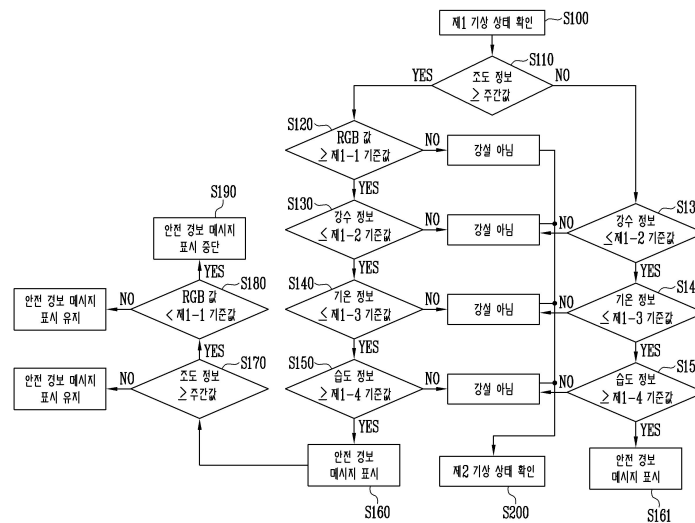 제1 기상 상태 확인
S100
S110
YES
조도 정보
≥ 주간값
NO
S120
RGB 값
≥ 제1-1 기준값
NO
강설 아님
YES
S190
안전 경보 메시지
표시 중단
S130
강수 정보
≤ 제1-2 기준값
NO
강설 아님
NO
강수 정보
≤ 제1-2 기준값
S13
YES
YES
YES
S180
RGB 값
< 제1-1 기준값
NO
안전 경보 메시지
표시 유지
S140
기온 정보
≤ 제1-3 기준값
NO
강설 아님
NO
기온 정보
≤ 제1-3 기준값
S14
YES
YES
YES
S170
조도 정보
≥ 주간값
NO
안전 경보 메시지
표시 유지
S150
습도 정보
≥ 제1-4 기준값
NO
강설 아님
NO
습도 정보
≥ 제1-4 기준값
S15
YES
YES
안전 경보
메시지 표시
S160
제2 기상 상태 확인
S200
안전 경보
메시지 표시
S161